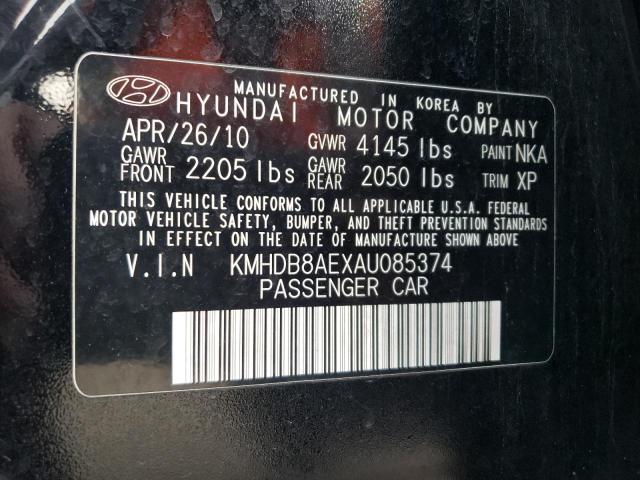 MANUFACTURED IN KOREA BY
HYUNDAI MOTOR COMPANY
APR/26/10 GVWR 4145 lbs PAINT NKA
GAWR FRONT 2205 lbs GAWR REAR 2050 lbs TRIM XP
THIS VEHICLE CONFORMS TO ALL APPLICABLE U.S.A. FEDERAL
MOTOR VEHICLE SAFETY, BUMPER, AND THEFT PREVENTION STANDARDS
IN EFFECT ON THE DATE OF MANUFACTURE SHOWN ABOVE
V.I.N KMHDB8AEXAU085374
PASSENGER CAR